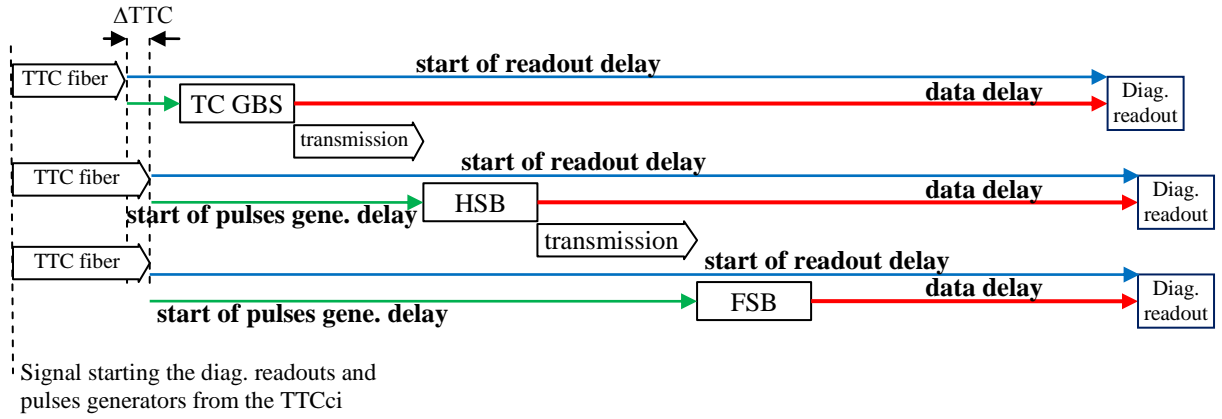 ΔTTC
TTC fiber
start of readout delay
TC GBS
data delay
Diag.
readout
transmission
TTC fiber
start of readout delay
start of pulses gene. delay
HSB
data delay
Diag.
readout
transmission
TTC fiber
start of readout delay
start of pulses gene. delay
FSB
data delay
Diag.
readout
Signal starting the diag. readouts and
pulses generators from the TTCci